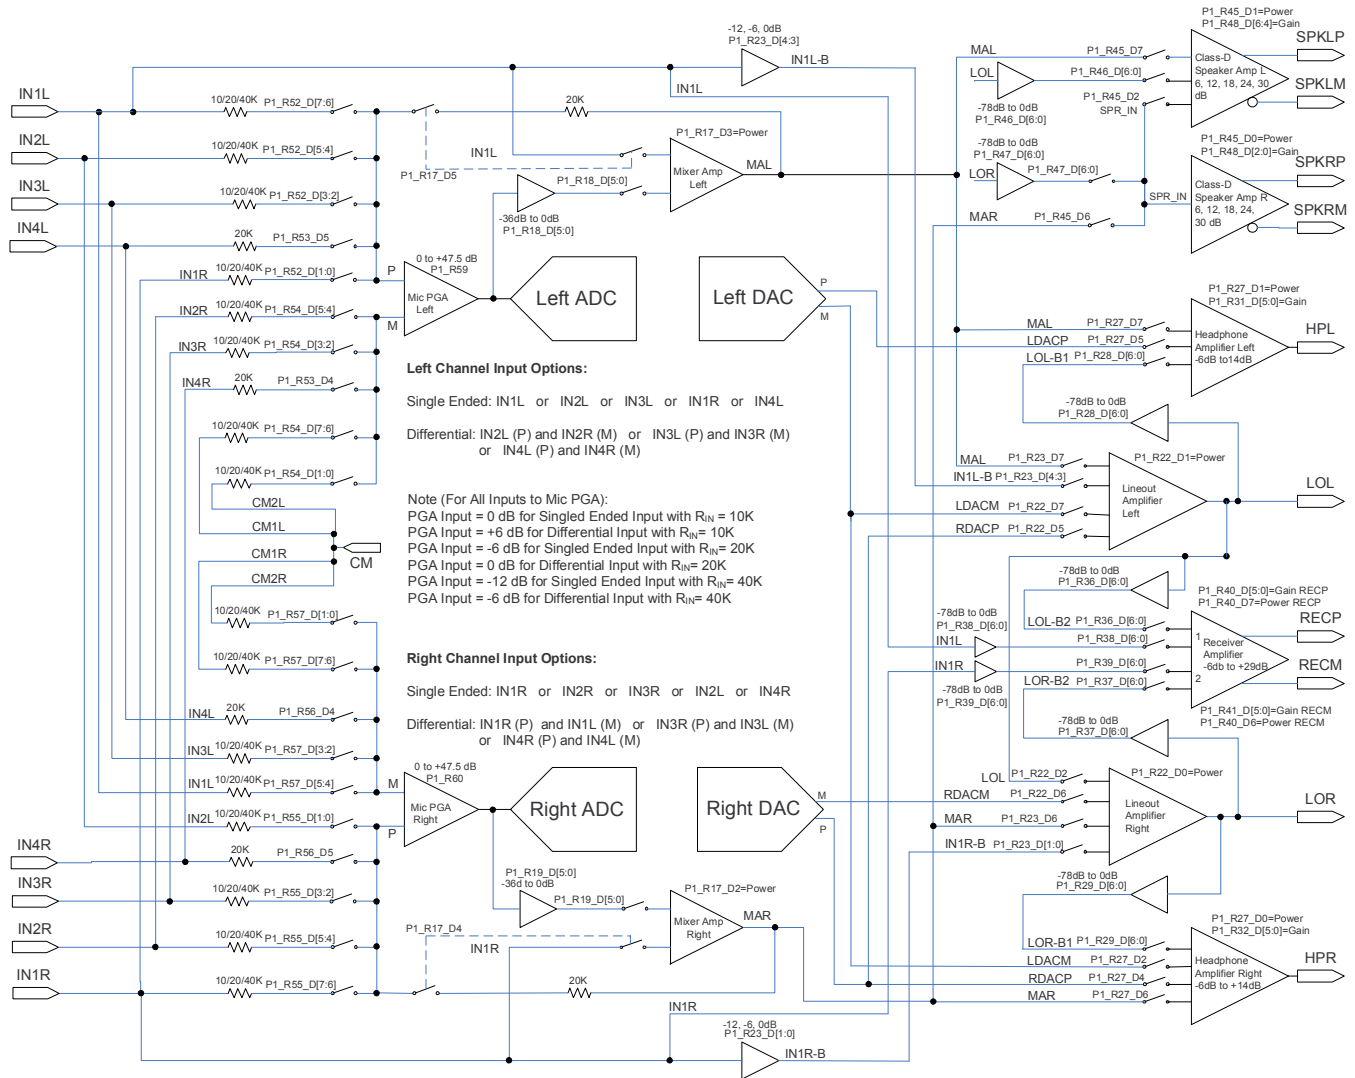 P1_R45_D1=Power
P1_R48_D[6:4]=Gain
SPKLP
-12, -6, 0dB
P1_R23_D[4:3]
IN1L-B
MAL
P1_R45_D7
Class-D
Speaker Amp L
6, 12, 18, 24, 30
dB
LOL
P1_R46_D[6:0]
-78dB to 0dB
P1_R46_D[6:0]
P1_R45_D2
SPR_IN
SPKLM
IN1L
10/20/40K
P1_R52_D[7:6]
20K
IN1L
P1_R17_D3=Power
IN1L
P1_R17_D5
Mixer Amp
Left
MAL
P1_R18_D[5:0]
-36dB to 0dB
P1_R18_D[5:0]
-78dB to 0dB
P1_R47_D[6:0]
LOR
P1_R47_D[6:0]
P1_R45_D0=Power
P1_R48_D[2:0]=Gain
SPKRP
SPR_IN
Class-D
Speaker Amp R
6, 12, 18, 24,
30 dB
SPKRM
MAR
P1_R45_D6
IN2L
10/20/40K
P1_R52_D[5:4]
IN3L
10/20/40K
P1_R52_D[3:2]
IN4L
20K
P1_R53_D5
IN1R
10/20/40K
P1_R52_D[1:0]
IN2R
10/20/40K
P1_R54_D[5:4]
IN3R
10/20/40K
P1_R54_D[3:2]
IN4R
20K
P1_R53_D4
10/20/40K
P1_R54_D[7:6]
10/20/40K
P1_R54_D[1:0]
P
M
0 to +47.5 dB
P1_R59
Mic PGA
Left
Left ADC
Left DAC
P
M
P1_R27_D1=Power
P1_R31_D[5:0]=Gain
MAL
P1_R27_D7
LDACP
P1_R27_D5
LOL-B1
P1_R28_D[6:0]
Headphone
Amplifier Left
-6dB to14dB
HPL
-78dB to 0dB
P1_R28_D[6:0]
Left Channel Input Options:
Single Ended: IN1L or IN2L or IN3L or IN1R or IN4L
Differential: IN2L (P) and IN2R (M) or IN3L (P) and IN3R (M)
or IN4L (P) and IN4R (M)
Note (For All Inputs to Mic PGA):
PGA Input = 0 dB for Singled Ended Input with RIN = 10K
PGA Input = +6 dB for Differential Input with RIN = 10K
PGA Input = -6 dB for Singled Ended Input with RIN= 20K
PGA Input = 0 dB for Differential Input with RIN= 20K
PGA Input = -12 dB for Singled Ended Input with RIN= 40K
PGA Input = -6 dB for Differential Input with RIN= 40K
CM2L
CM1L
CM
CM1R
CM2R
MAL
P1_R23_D7
IN1L-B
P1_R23_D[4:3]
LDACM
P1_R22_D7
RDACP
P1_R22_D5
P1_R22_D1=Power
Lineout
Amplifier
Left
LOL
-78dB to 0dB
P1_R36_D[6:0]
P1_R40_D[5:0]=Gain RECP
P1_R40_D7=Power RECP
-78dB to 0dB
P1_R38_D[6:0]
LOL-B2
P1_R36_D[6:0]
IN1L
P1_R38_D[6:0]
IN1R
P1_R39_D[6:0]
LOR-B2
P1_R37_D[6:0]
-78dB to 0dB
P1_R39_D[6:0]
1
Receiver
Amplifier
-6db to +29dB
2
RECP
RECM
P1_R41_D[5:0]=Gain RECM
P1_R40_D6=Power RECM
-78dB to 0dB
P1_R37_D[6:0]
10/20/40K
P1_R57_D[1:0]
10/20/40K
P1_R57_D[7:6]
IN4L
20K
P1_R56_D4
IN3L
10/20/40K
P1_R57_D[3:2]
IN1L
10/20/40K
P1_R57_D[5:4]
IN2L
10/20/40K
P1_R55_D[1:0]
Right Channel Input Options:
Single Ended: IN1R or IN2R or IN3R or IN2L or IN4R
Differential: IN1R (P) and IN1L (M) or IN3R (P) and IN3L (M)
or IN4R (P) and IN4L (M)
0 to +47.5 dB
P1_R60
M
P
Mic PGA
Right
Right ADC
Right DAC
M
P
LOL
P1_R22_D2
RDACM
P1_R22_D6
MAR
P1_R23_D6
IN1R-B
P1_R23_D[1:0]
P1_R22_D0=Power
Lineout
Amplifier
Right
LOR
IN4R
20K
P1_R56_D5
IN3R
10/20/40K
P1_R55_D[3:2]
IN2R
10/20/40K
P1_R55_D[5:4]
IN1R
10/20/40K
P1_R55_D[7:6]
P1_R19_D[5:0]
-36d to 0dB
P1_R19_D[5:0]
P1_R17_D2=Power
Mixer Amp
Right
MAR
P1_R17_D4
IN1R
20K
IN1R
-12, -6, 0dB
P1_R23_D[1:0]
IN1R-B
-78dB to 0dB
P1_R29_D[6:0]
P1_R27_D0=Power
P1_R32_D[5:0]=Gain
LOR-B1
P1_R29_D[6:0]
LDACM
P1_R27_D2
RDACP
P1_R27_D4
MAR
P1_R27_D6
Headphone
Amplifier Right
-6dB to +14dB
HPR